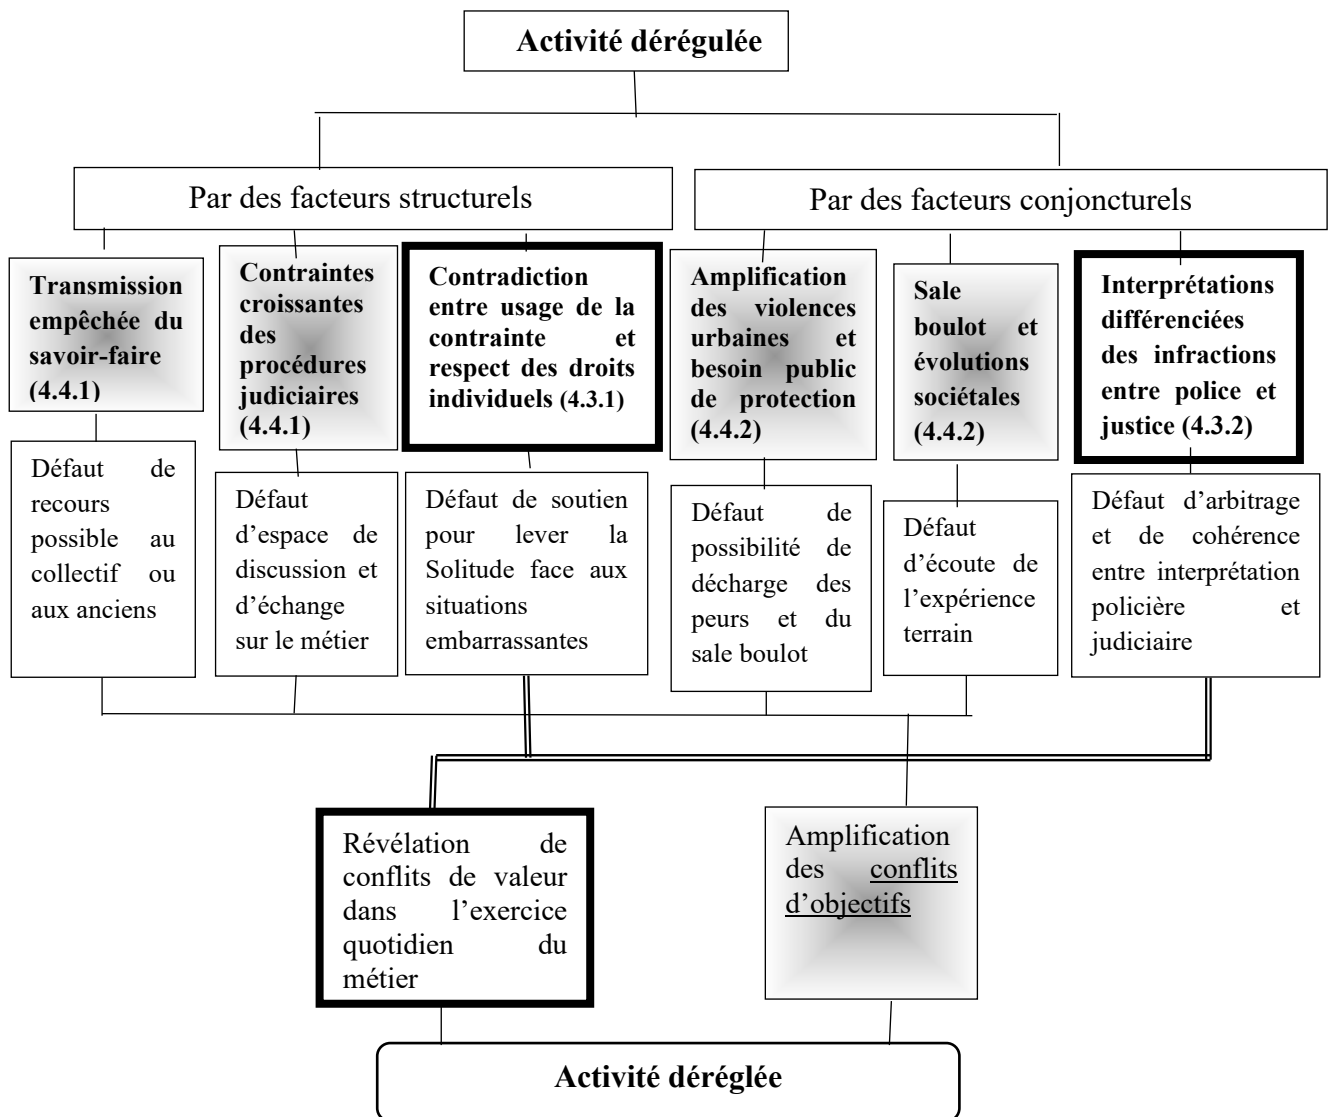 Activité dérégulée
Par des facteurs structurels
Par des facteurs conjoncturels
Transmission
empêchée du
savoir-faire
(4.4.1)
Contraintes
croissantes
des
procédures
judiciaires
(4.4.1)
Contradiction
entre usage de la
contrainte et
respect des droits
individuels (4.3.1)
Amplification
des violences
urbaines et
besoin public
de protection
(4.4.2)
Sale
boulot et
évolutions
sociétales
(4.4.2)
Interprétations
différenciées
des infractions
entre police et
justice (4.3.2)
Défaut de
recours
possible au
collectif ou
aux anciens
Défaut
d’espace de
discussion et
d’échange
sur le métier
Défaut de soutien
pour lever la
Solitude face aux
situations
embarrassantes
Défaut de
possibilité de
décharge des
peurs et du
sale boulot
Défaut
d’écoute de
l’expérience
terrain
Défaut d’arbitrage
et de cohérence
entre interprétation
policière et
judiciaire
Révélation de
conflits de valeur
dans l’exercice
quotidien du
métier
Amplification
des conflits
d’objectifs
Activité déréglée